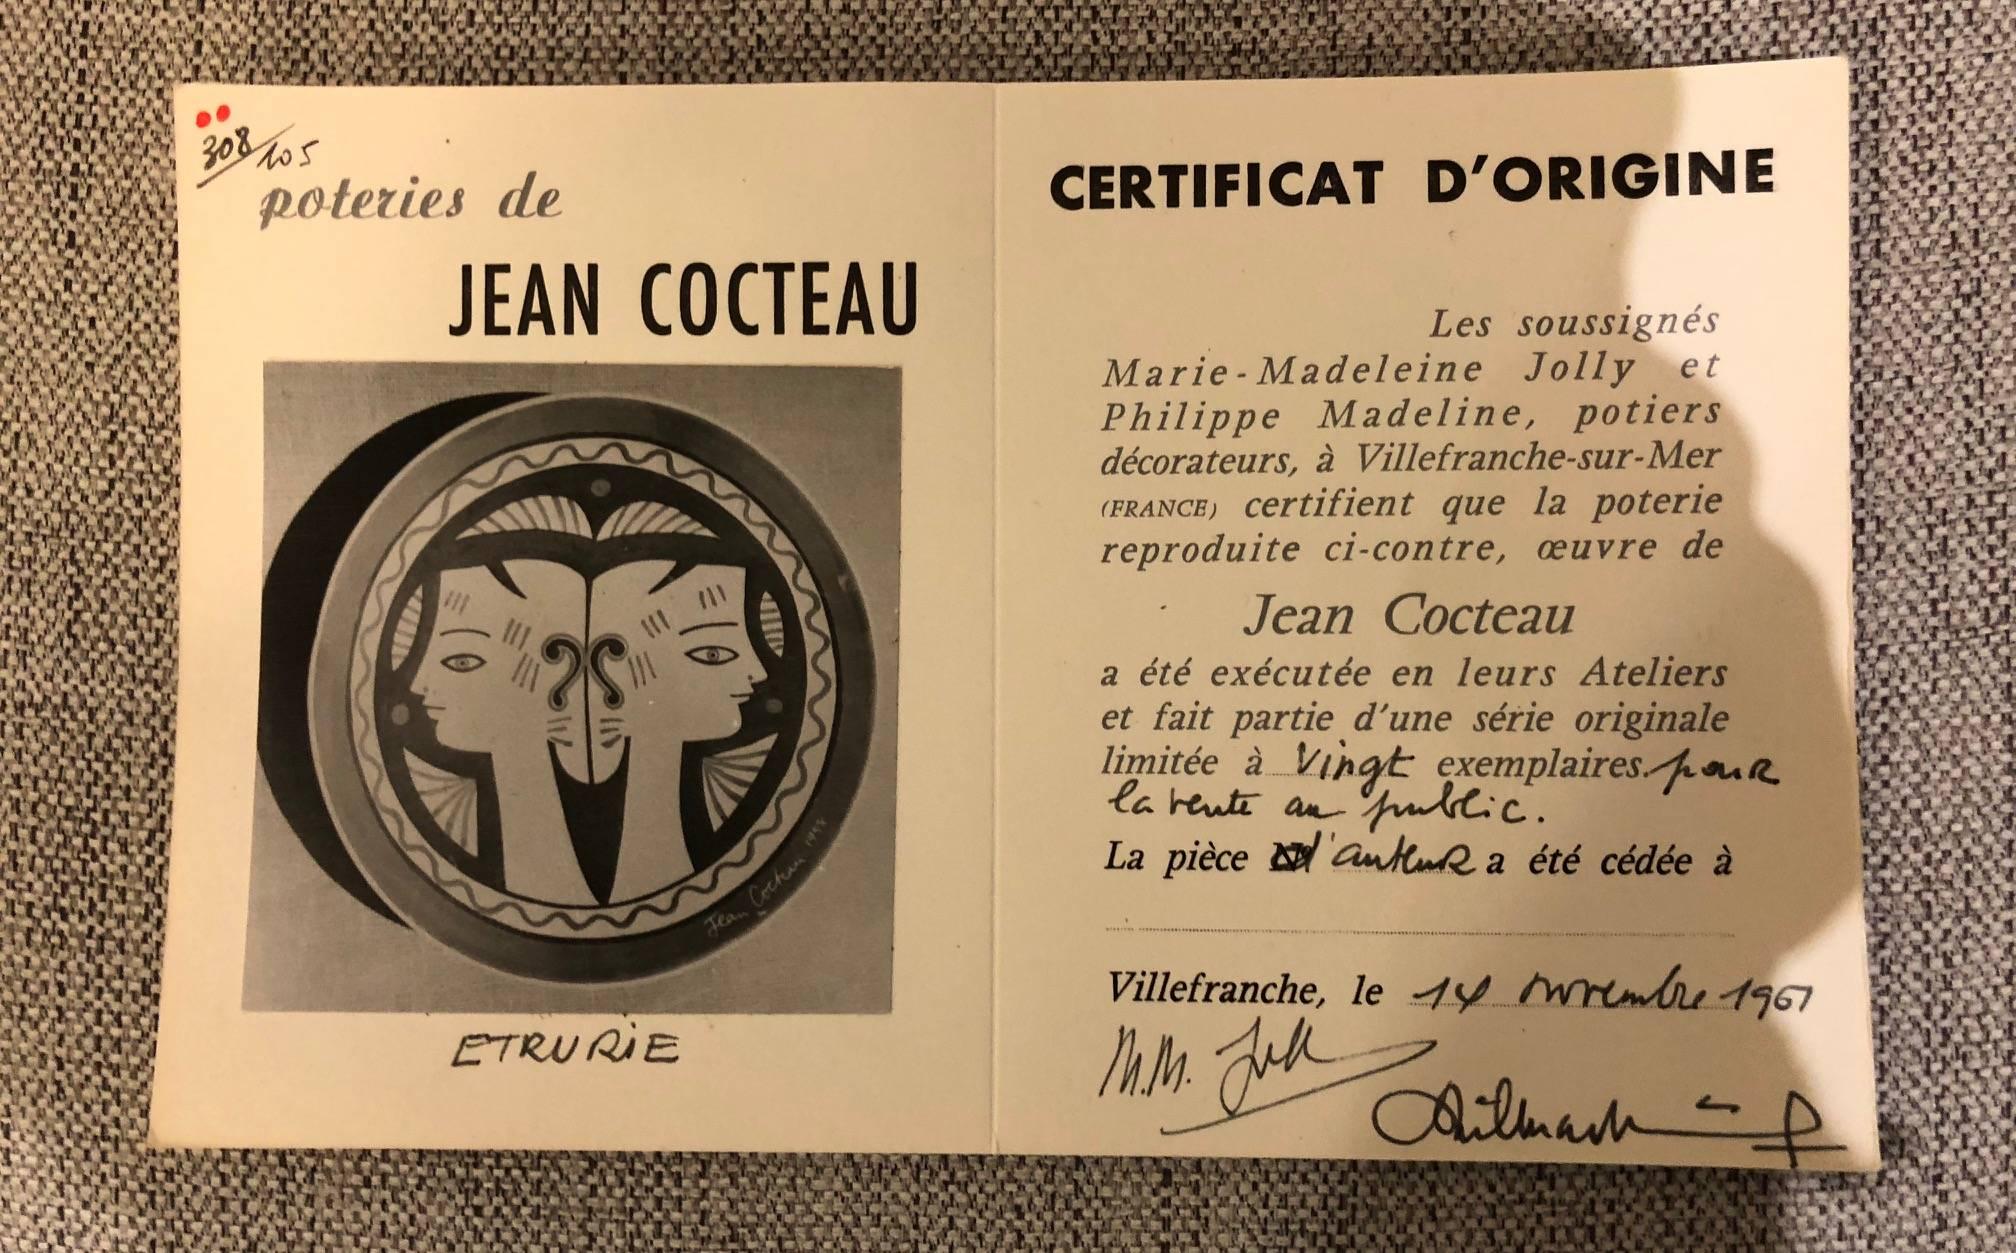 308/105
poteries de
JEAN COCTEAU
Jean Cocteau 1958
ETRURIE
CERTIFICAT D'ORIGINE
Les soussignés
Marie-Madeleine Jolly et
Philippe Madeline, potiers
décorateurs, à Villefranche-sur-Mer
(FRANCE) certifient que la poterie
reproduite ci-contre, œuvre de
Jean Cocteau
a été exécutée en leurs Ateliers
et fait partie d'une série originale
limitée à Vingt exemplaires pour
la vente au public.
La pièce d'auteur a été cédée à
Villefranche, le 14 novembre 1961
M.M. Jolly